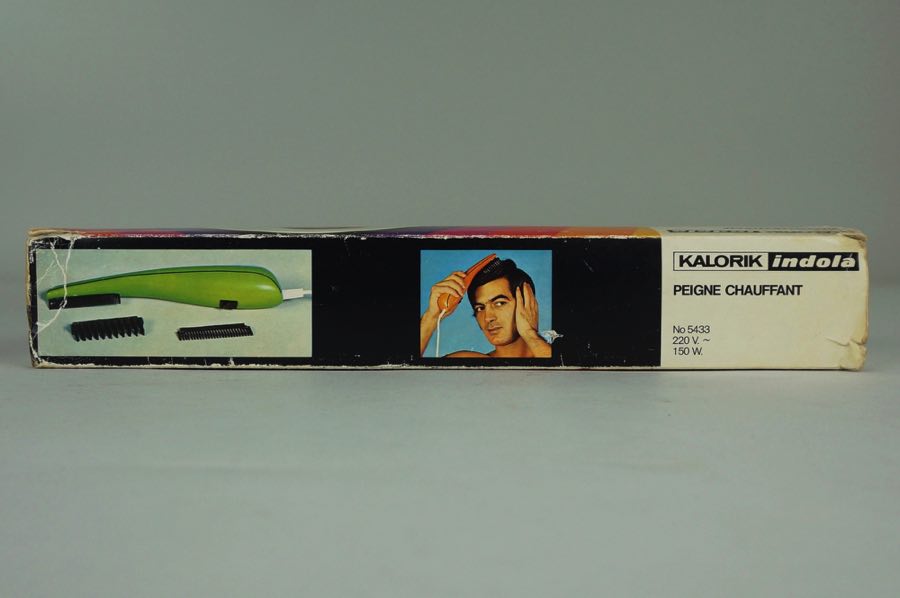 KALORIK indola
PEIGNE CHAUFFANT
No 5433
220 V. ~
150 W.